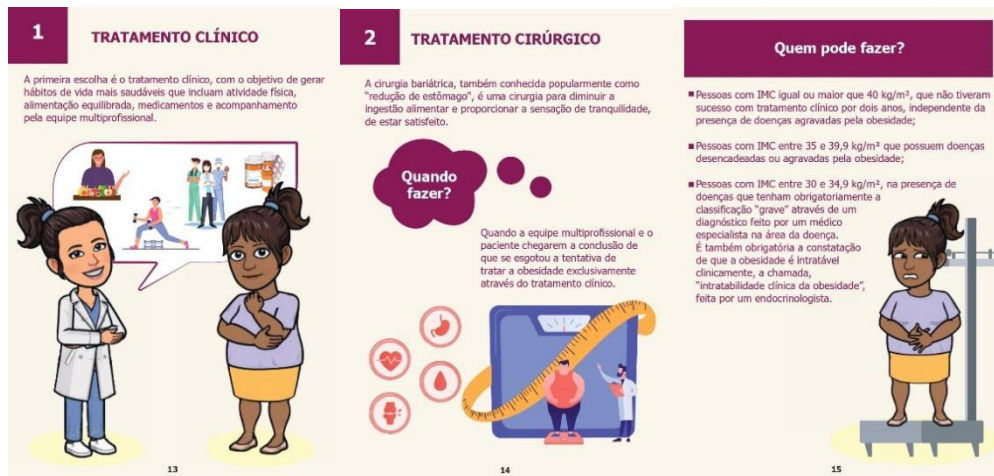 1
TRATAMENTO CLÍNICO
A primeira escolha é o tratamento clínico, com o objetivo de gerar
hábitos de vida mais saudáveis que incluam atividade física,
alimentação equilibrada, medicamentos e acompanhamento
pela equipe multiprofissional.
13
2
TRATAMENTO CIRÚRGICO
A cirurgia bariátrica, também conhecida popularmente como
"redução de estômago", é uma cirurgia para diminuir a
ingestão alimentar e proporcionar a sensação de tranquilidade,
de estar satisfeito.
Quando
fazer?
Quando a equipe multiprofissional e o
paciente chegarem a conclusão de
que se esgotou a tentativa de
tratar a obesidade exclusivamente
através do tratamento clínico.
14
Quem pode fazer?
▪Pessoas com IMC igual ou maior que 40 kg/m², que não tiveram
sucesso com tratamento clínico por dois anos, independente da
presença de doenças agravadas pela obesidade;
▪Pessoas com IMC entre 35 e 39,9 kg/m² que possuem doenças
desencadeadas ou agravadas pela obesidade;
▪Pessoas com IMC entre 30 e 34,9 kg/m², na presença de
doenças que tenham obrigatoriamente a
classificação "grave" através de um
diagnóstico feito por um médico
especialista na área da doença.
É também obrigatória a constatação
de que a obesidade é intratável
clinicamente, a chamada,
"intratabilidade clínica da obesidade",
feita por um endocrinologista.
15